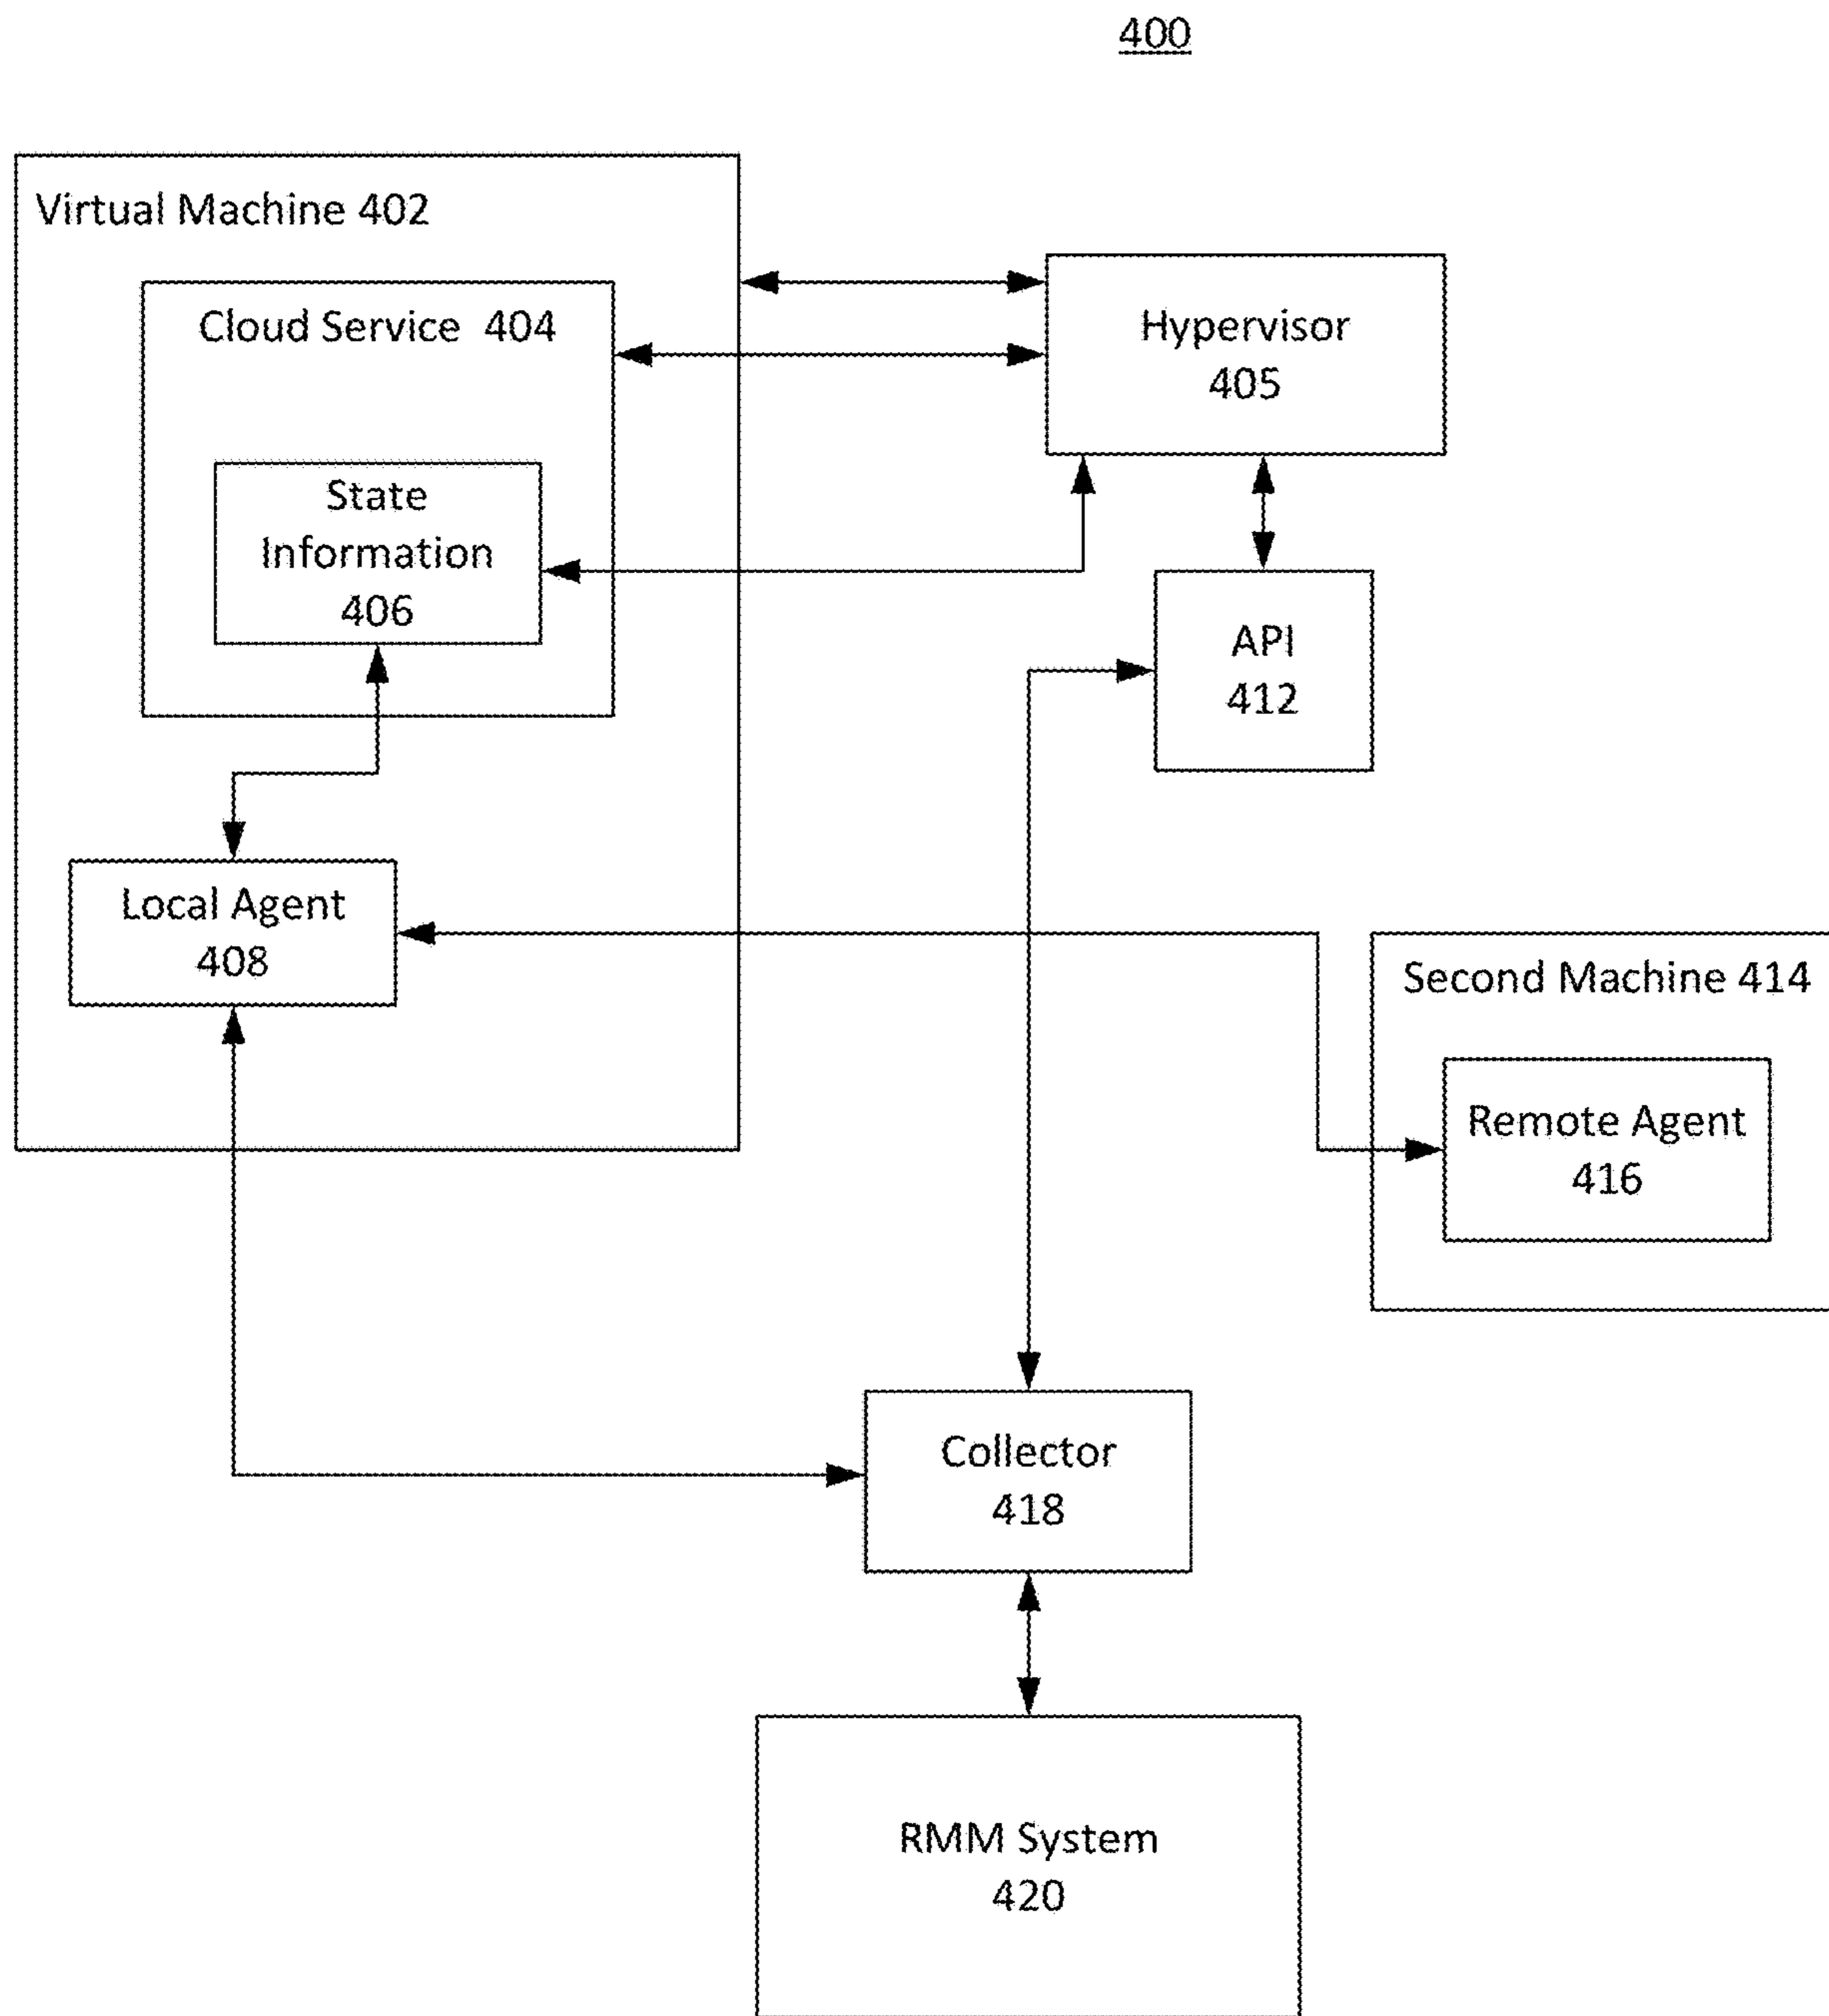 400
Virtual Machine 402
Cloud Service 404
Hypervisor
405
State
Information
406
API
412
Local Agent
408
Second Machine 414
Remote Agent
416
Collector
418
RMM System
420